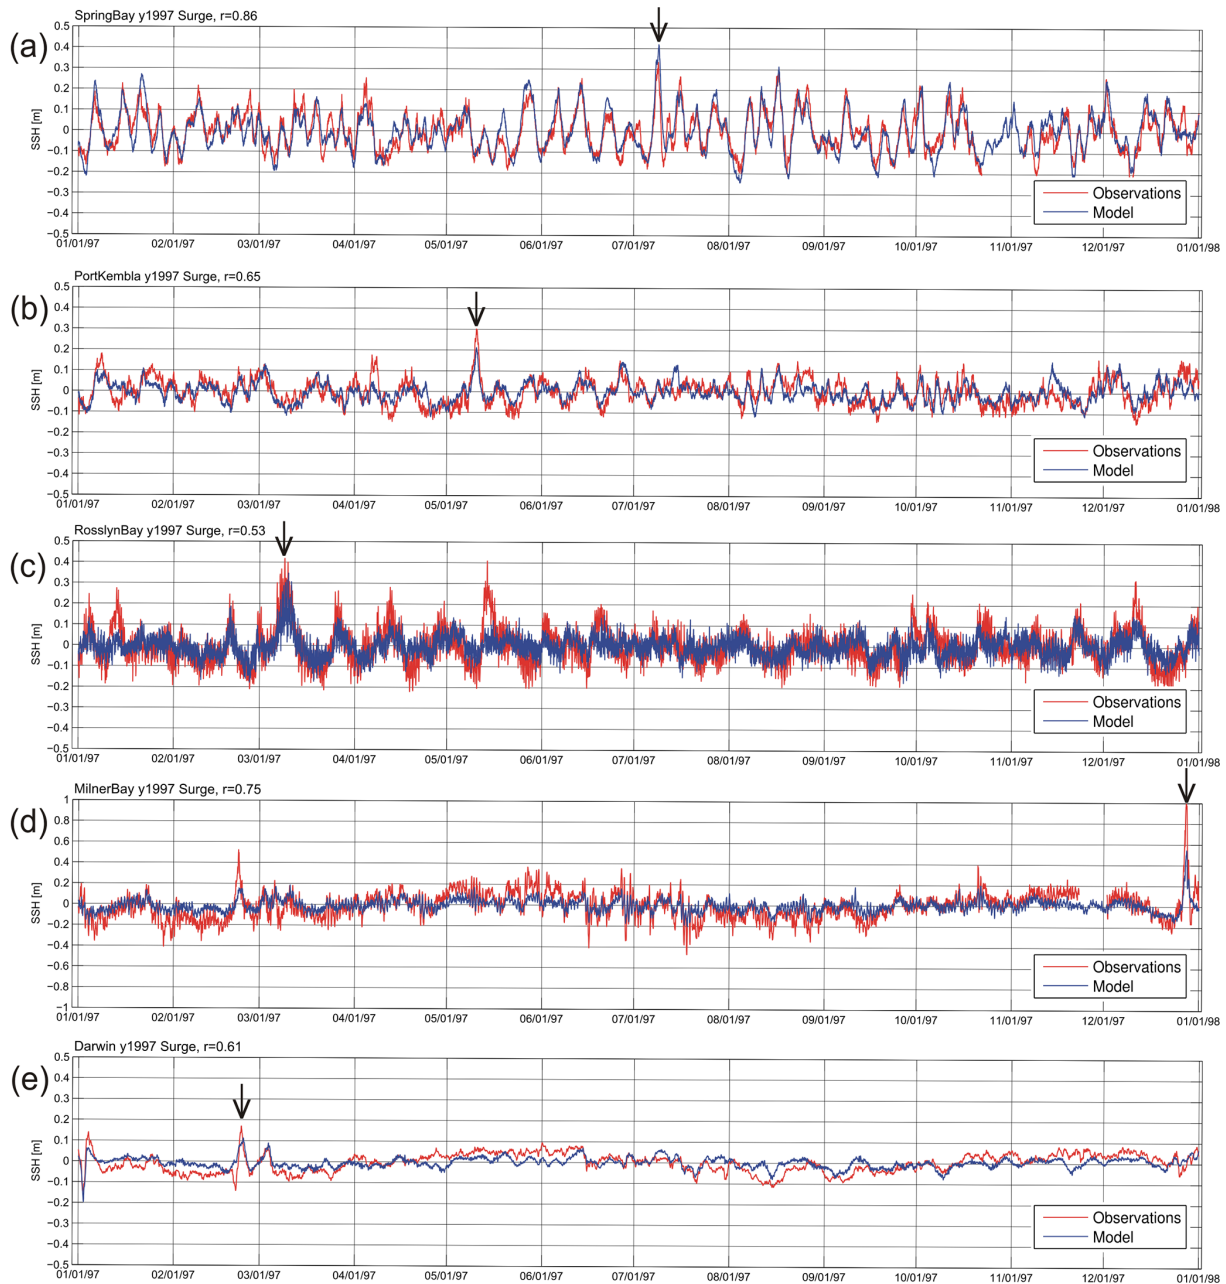 (a)
SpringBay y1997 Surge, r=0.86
SSH [m]
0.5
0.4
0.3
0.2
0.1
0
−0.1
−0.2
−0.3
−0.4
−0.5
Observations
Model
01/01/97 02/01/97 03/01/97 04/01/97 05/01/97 06/01/97 07/01/97 08/01/97 09/01/97 10/01/97 11/01/97 12/01/97 01/01/98
(b)
PortKembla y1997 Surge, r=0.65
SSH [m]
0.5
0.4
0.3
0.2
0.1
0
−0.1
−0.2
−0.3
−0.4
−0.5
Observations
Model
01/01/97 02/01/97 03/01/97 04/01/97 05/01/97 06/01/97 07/01/97 08/01/97 09/01/97 10/01/97 11/01/97 12/01/97 01/01/98
(c)
RosslynBay y1997 Surge, r=0.53
SSH [m]
0.5
0.4
0.3
0.2
0.1
0
−0.1
−0.2
−0.3
−0.4
−0.5
Observations
Model
01/01/97 02/01/97 03/01/97 04/01/97 05/01/97 06/01/97 07/01/97 08/01/97 09/01/97 10/01/97 11/01/97 12/01/97 01/01/98
(d)
MilnerBay y1997 Surge, r=0.75
SSH [m]
1
0.8
0.6
0.4
0.2
0
−0.2
−0.4
−0.6
−0.8
−1
Observations
Model
01/01/97 02/01/97 03/01/97 04/01/97 05/01/97 06/01/97 07/01/97 08/01/97 09/01/97 10/01/97 11/01/97 12/01/97 01/01/98
(e)
Darwin y1997 Surge, r=0.61
SSH [m]
0.5
0.4
0.3
0.2
0.1
0
−0.1
−0.2
−0.3
−0.4
−0.5
Observations
Model
01/01/97 02/01/97 03/01/97 04/01/97 05/01/97 06/01/97 07/01/97 08/01/97 09/01/97 10/01/97 11/01/97 12/01/97 01/01/98